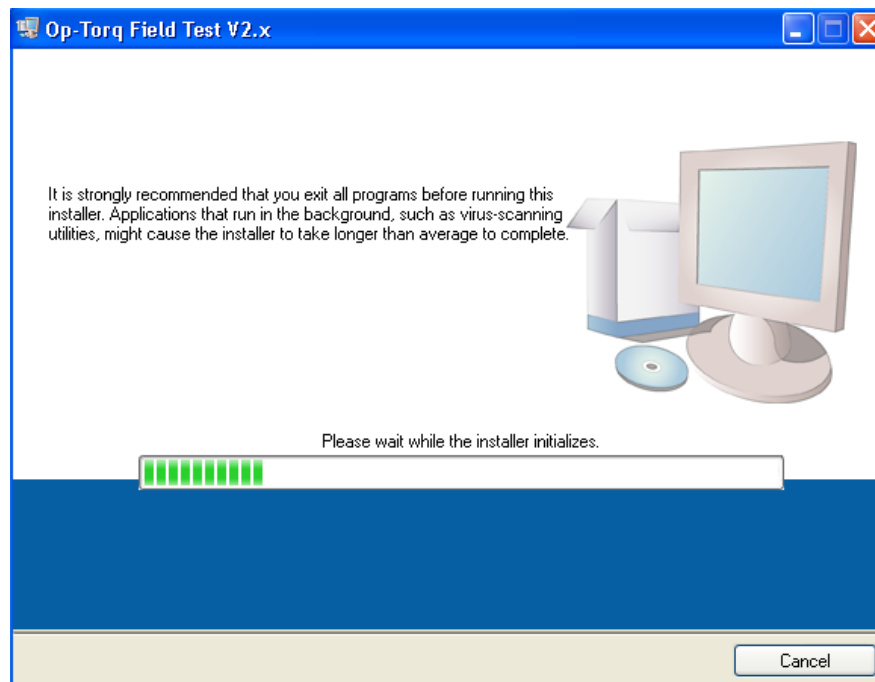 Op-Torq Field Test V2.x
It is strongly recommended that you exit all programs before running this
installer. Applications that run in the background, such as virus-scanning
utilities, might cause the installer to take longer than average to complete.
Please wait while the installer initializes.
Cancel